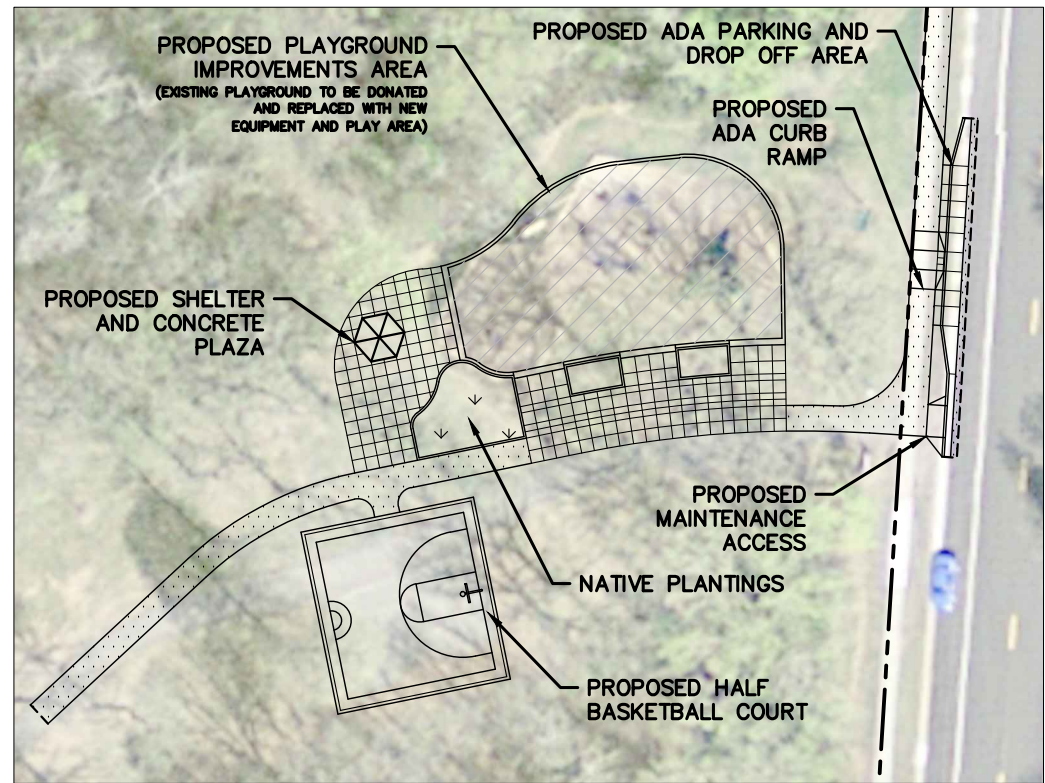 PROPOSED PLAYGROUND
IMPROVEMENTS AREA
(EXISTING PLAYGROUND TO BE DONATED
AND REPLACED WITH NEW
EQUIPMENT AND PLAY AREA)
PROPOSED ADA PARKING AND
DROP OFF AREA
PROPOSED
ADA CURB
RAMP
PROPOSED SHELTER
AND CONCRETE
PLAZA
PROPOSED
MAINTENANCE
ACCESS
NATIVE PLANTINGS
PROPOSED HALF
BASKETBALL COURT